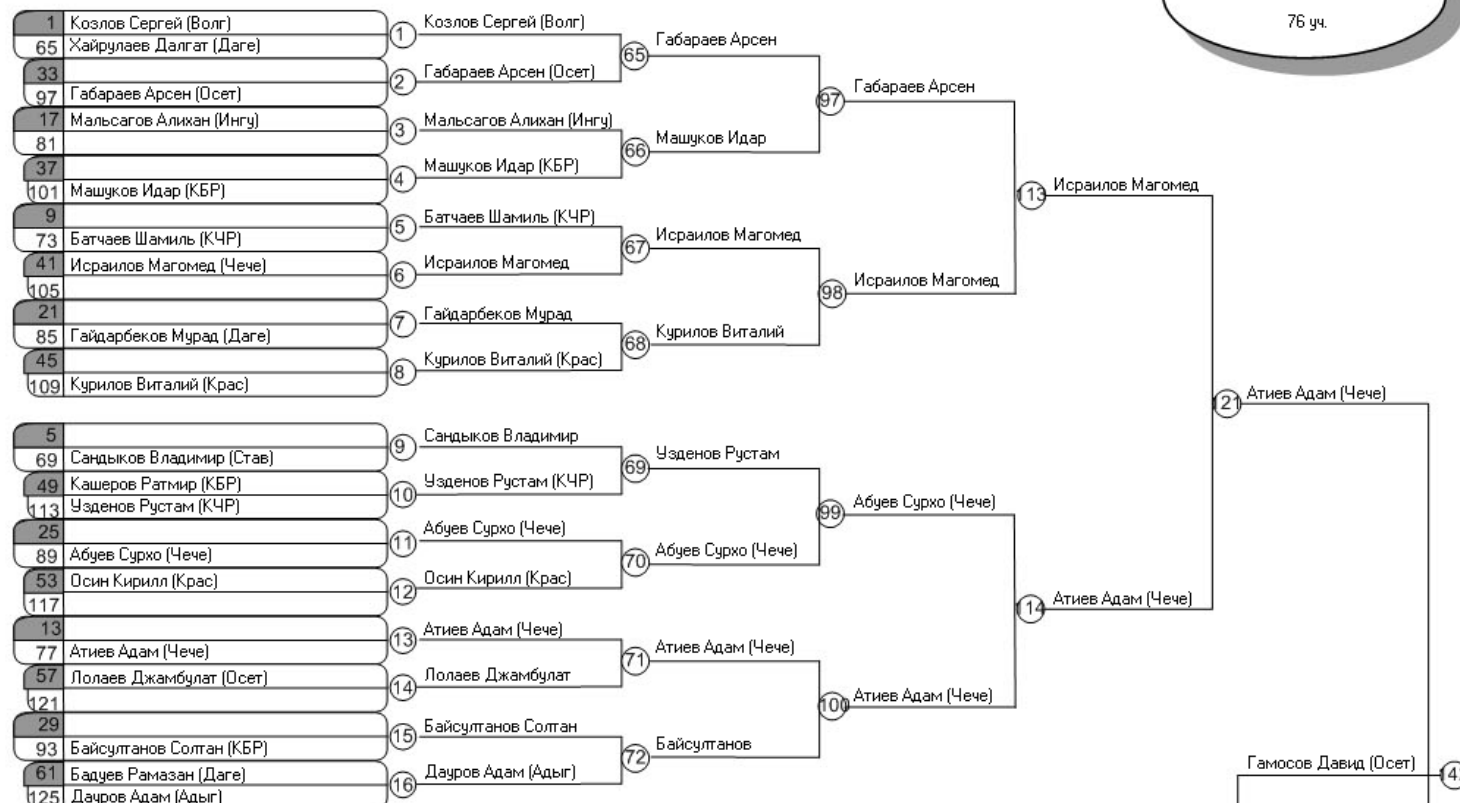 76 уч.
1 Козлов Сергей (Волг)
65 Хайрулаев Далгат (Даге)
33
97 Габараев Арсен (Осет)
17 Мальсагов Алихан (Ингу)
81
37
101 Машуков Идар (КБР)
9
73 Батчаев Шамиль (КЧР)
41 Исраилов Магомед (Чече)
105
21
85 Гайдарбеков Мурад (Даге)
45
109 Курилов Виталий (Крас)
5
69 Сандыков Владимир (Став)
49 Кашеров Ратмир (КБР)
113 Узденов Рустам (КЧР)
25
89 Абуев Сурхо (Чече)
53 Осин Кирилл (Крас)
117
13
77 Атиев Адам (Чече)
57 Лолаев Джамбулат (Осет)
121
29
93 Байсултанов Солтан (КБР)
61 Бадуев Рамазан (Даге)
125 Дауров Адам (Адыг)
1 Козлов Сергей (Волг)
2 Габараев Арсен (Осет)
3 Мальсагов Алихан (Ингу)
4 Машуков Идар (КБР)
5 Батчаев Шамиль (КЧР)
6 Исраилов Магомед
7 Гайдарбеков Мурад
8 Курилов Виталий (Крас)
9 Сандыков Владимир
10 Узденов Рустам (КЧР)
11 Абуев Сурхо (Чече)
12 Осин Кирилл (Крас)
13 Атиев Адам (Чече)
14 Лолаев Джамбулат
15 Байсултанов Солтан
16 Дауров Адам (Адыг)
65 Габараев Арсен
66 Машуков Идар
67 Исраилов Магомед
68 Курилов Виталий
69 Узденов Рустам
70 Абуев Сурхо (Чече)
71 Атиев Адам (Чече)
72 Байсултанов
97 Габараев Арсен
98 Исраилов Магомед
99 Абуев Сурхо (Чече)
100 Атиев Адам (Чече)
113 Исраилов Магомед
114 Атиев Адам (Чече)
121 Атиев Адам (Чече)
Гамосов Давид (Осет)